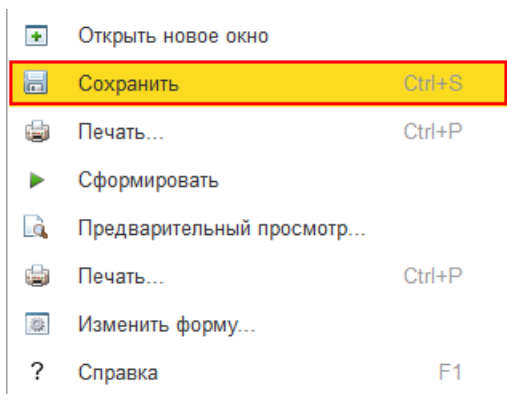 Открыть новое окно
Сохранить Ctrl+S
Печать... Ctrl+P
Сформировать
Предварительный просмотр...
Печать... Ctrl+P
Изменить форму...
? Справка F1